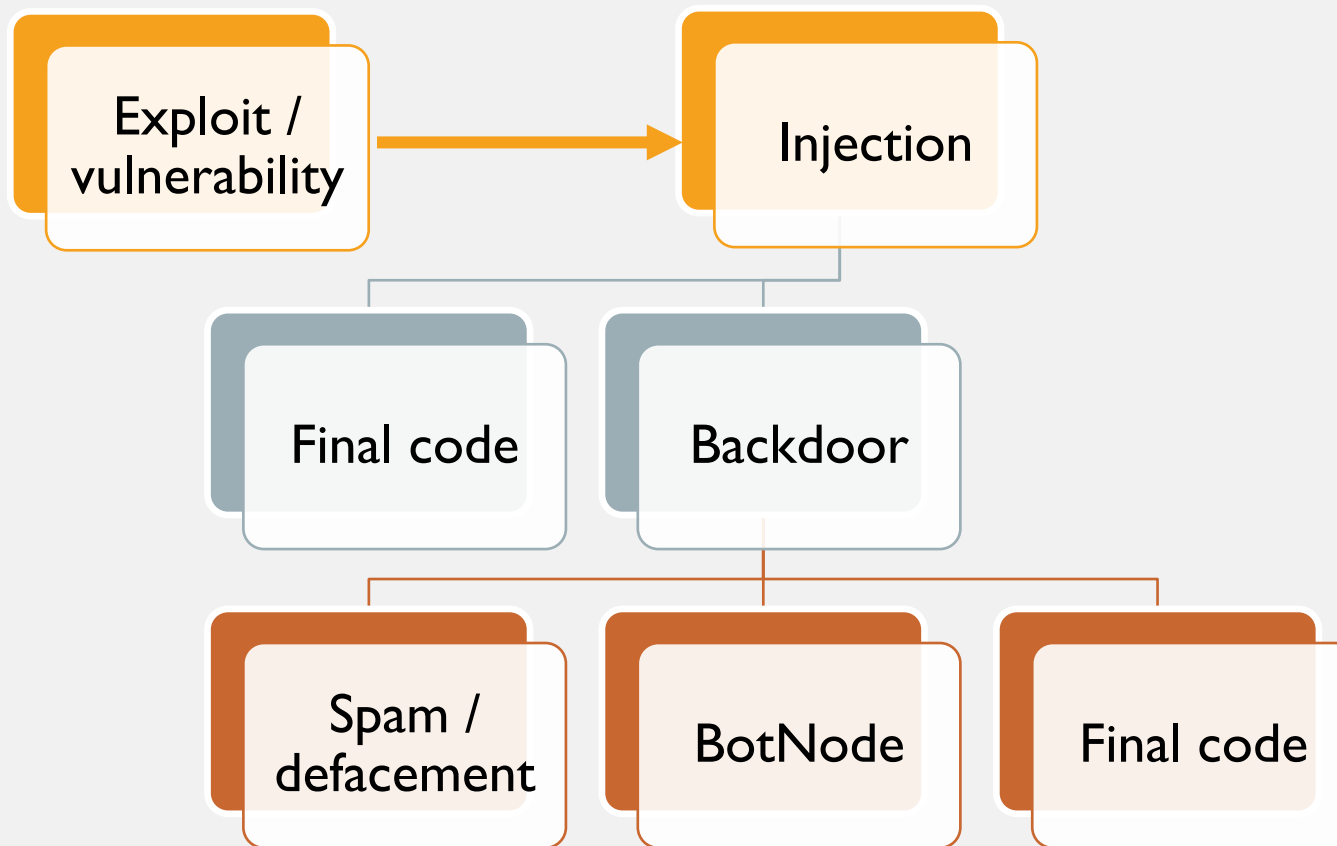 Exploit /
vulnerability
Injection
Final code
Backdoor
Spam /
defacement
BotNode
Final code